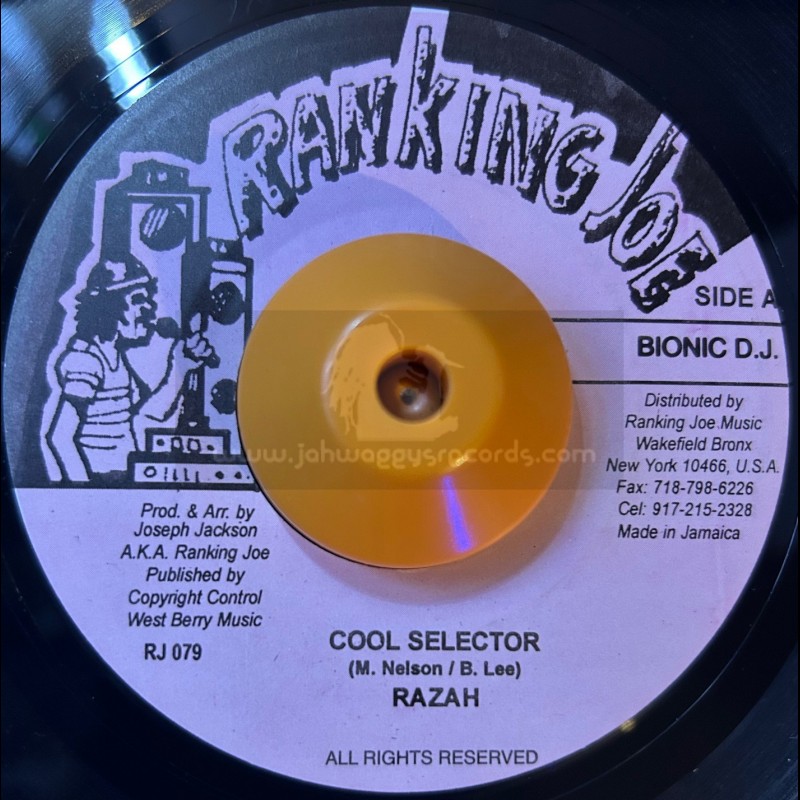 RANKING JOE
SIDE A
BIONIC D.J.
Distributed by
Ranking Joe Music
Wakefield Bronx
New York 10466, U.S.A.
Fax: 718-798-6226
Cel: 917-215-2328
Made in Jamaica
www.jahwaggysrecords.com
Prod. & Arr. by
Joseph Jackson
A.K.A. Ranking Joe
Published by
Copyright Control
West Berry Music
RJ 079
COOL SELECTOR
(M. Nelson / B. Lee)
RAZAH
ALL RIGHTS RESERVED